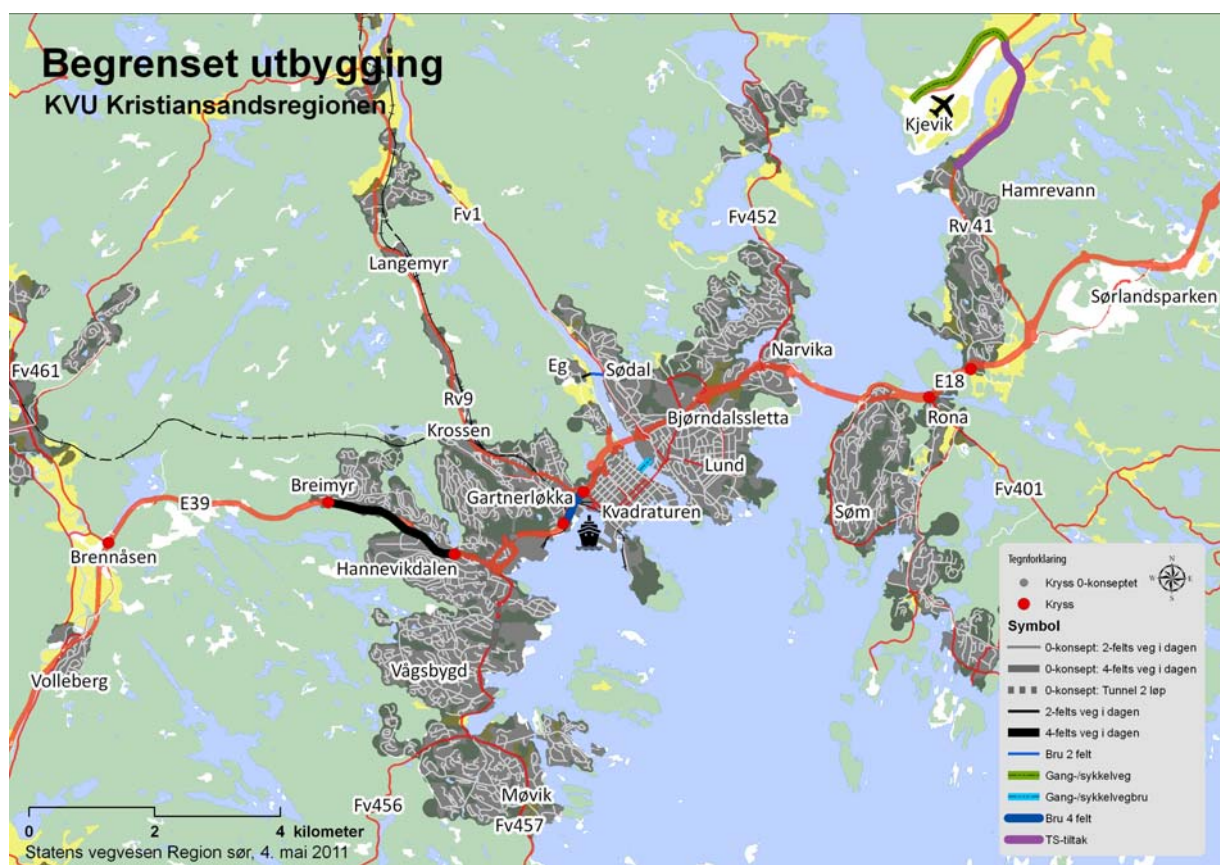 Begrenset utbygging
KVU Kristiansandsregionen
Kjevik
Hamrevann
Fv1
Fv452
Rv 41
Langemyr
Sørlandsparken
Fv461
Eg
Sødal
Narvika
E18
Rv9
Bjørndalssletta
Rona
Krossen
Lund
Breimyr
Gartnerløkka
Kvadraturen
Fv401
E39
Søm
Brennåsen
Hannevikdalen
Vågsbygd
Volleberg
Møvik
Fv456
Fv457
0 2 4 kilometer
Statens vegvesen Region sør, 4. mai 2011
Tegnforklaring
N
W E
S
Kryss 0-konseptet
Kryss
Symbol
0-konsept: 2-felts veg i dagen
0-konsept: 4-felts veg i dagen
0-konsept: Tunnel 2 løp
2-felts veg i dagen
4-felts veg i dagen
Bru 2 felt
Gang-/sykkelveg
Gang-/sykkelvegbru
Bru 4 felt
TS-tiltak